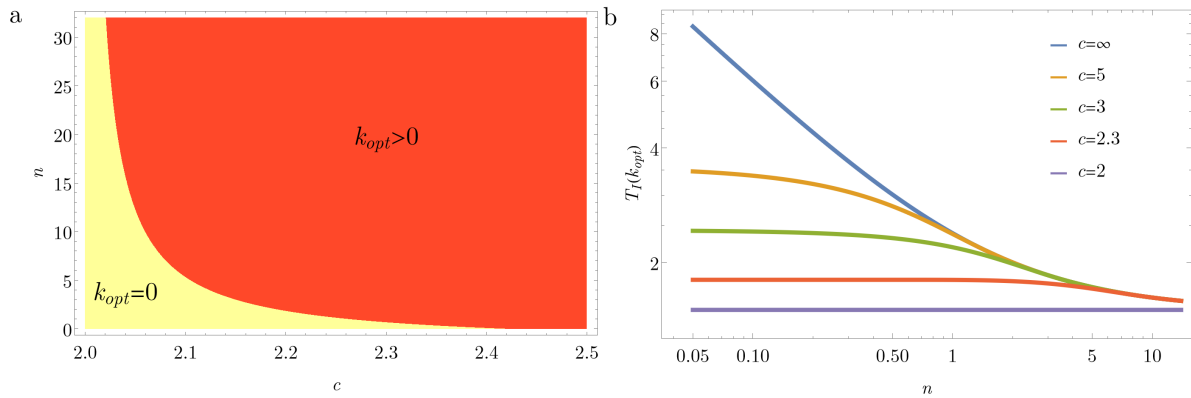 a
n
30
25
20
15
10
5
0
k_opt>0
k_opt=0
2.0 2.1 2.2 2.3 2.4 2.5
c
b
T_I(k_opt)
8
6
4
2
c=∞
c=5
c=3
c=2.3
c=2
0.05 0.10 0.50 1 5 10
n